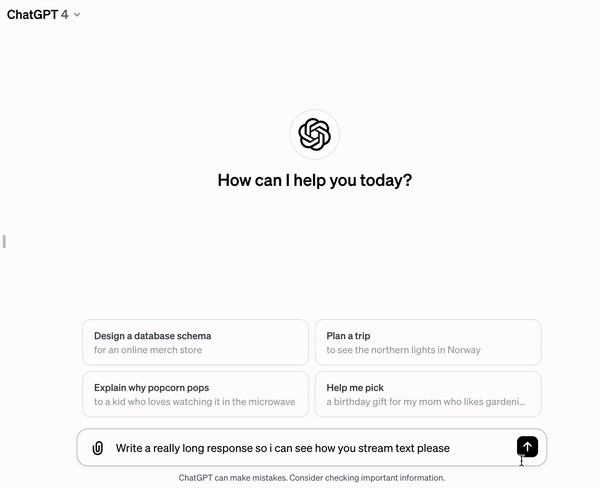 ChatGPT 4
How can I help you today?
Design a database schema
for an online merch store
Plan a trip
to see the northern lights in Norway
Explain why popcorn pops
to a kid who loves watching it in the microwave
Help me pick
a birthday gift for my mom who likes gardeni...
Write a really long response so i can see how you stream text please
ChatGPT can make mistakes. Consider checking important information.